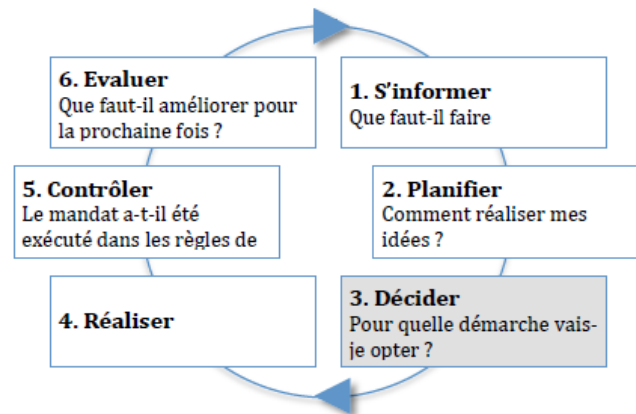 1. S'informer
Que faut-il faire
2. Planifier
Comment réaliser mes
idées ?
3. Décider
Pour quelle démarche vais-
je opter ?
4. Réaliser
5. Contrôler
Le mandat a-t-il été
exécuté dans les règles de
6. Evaluer
Que faut-il améliorer pour
la prochaine fois ?